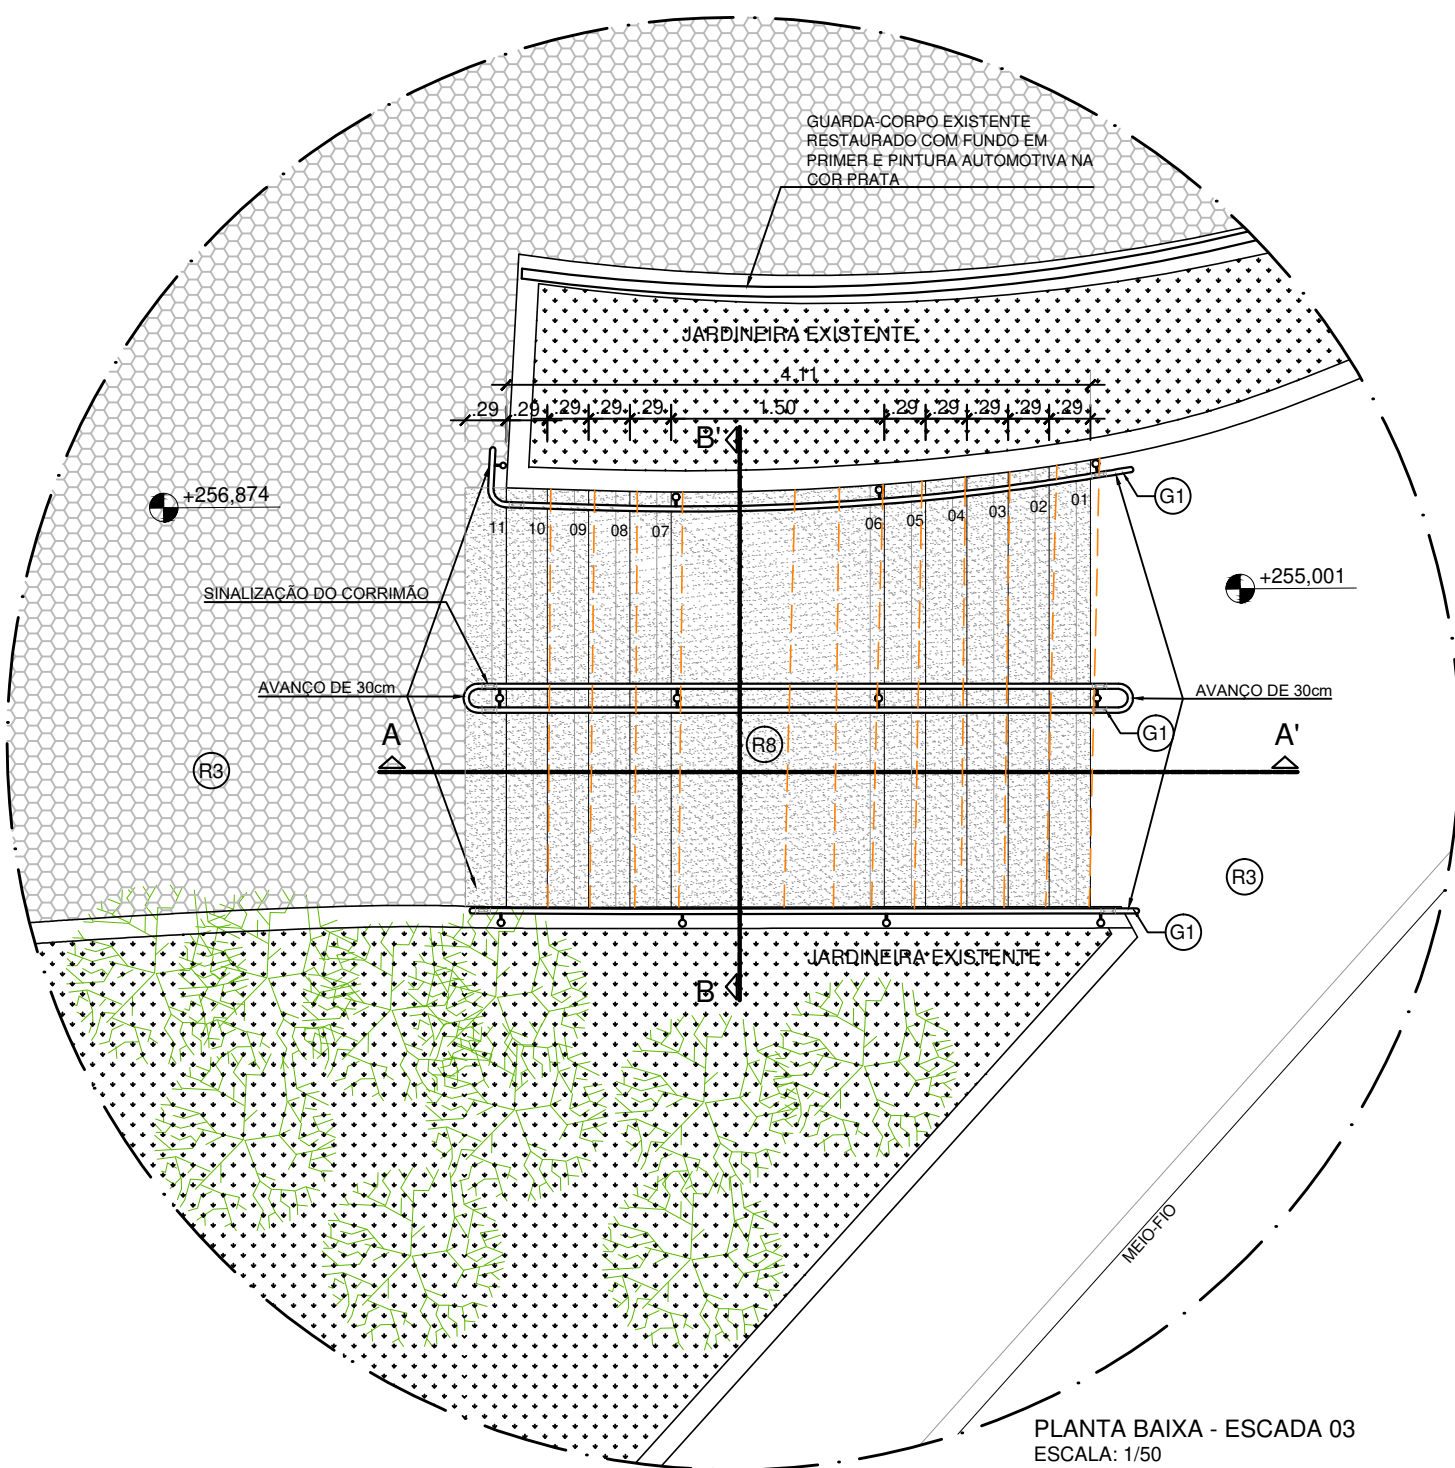 GUARDA-CORPO EXISTENTE
RESTAURADO COM FUNDO EM
PRIMER E PINTURA AUTOMOTIVA NA
COR PRATA
JARDINEIRA EXISTENTE
4.11
.29 .29 .29 .29 .29 1.50 .29 .29 .29 .29 .29
B'
+256,874
G1
11 10 09 08 07 06 05 04 03 02 01
+255,001
SINALIZAÇÃO DO CORRIMÃO
AVANÇO DE 30cm
AVANÇO DE 30cm
A
R8
G1
A'
R3
R3
G1
JARDINEIRA EXISTENTE
B
MEIO-FIO
PLANTA BAIXA - ESCADA 03
ESCALA: 1/50